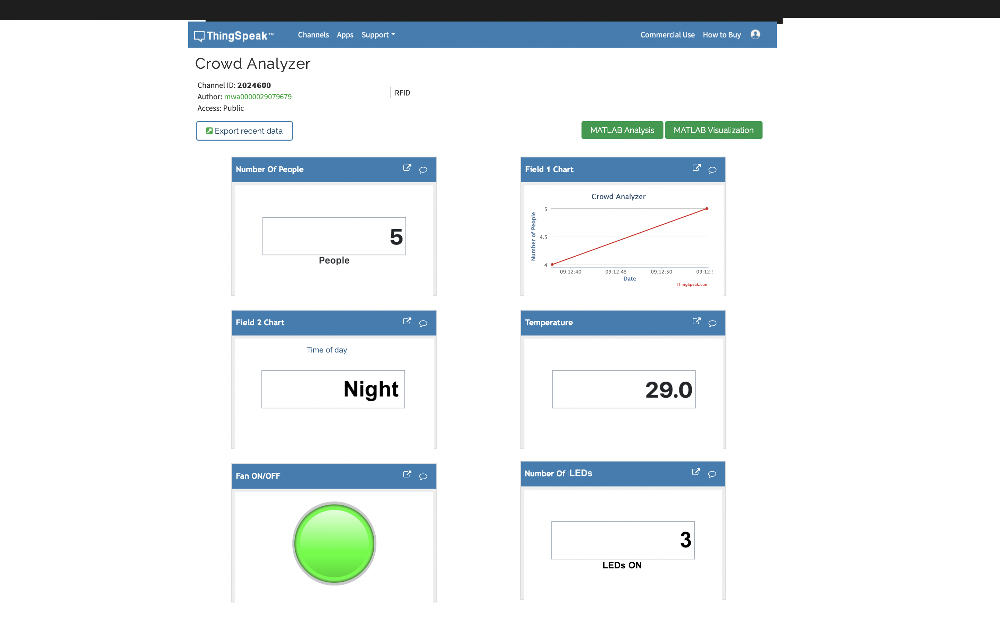 ThingSpeak™ Channels Apps Support Commercial Use How to Buy
Crowd Analyzer
Channel ID: 2024600
Author: mwa0000029079679
Access: Public
RFID
Export recent data
MATLAB Analysis
MATLAB Visualization
Number Of People
5
People
Field 1 Chart
Crowd Analyzer
Number of People
5
4.5
4
09:12:40 09:12:45 09:12:50 09:12:
Date
ThingSpeak.com
Field 2 Chart
Time of day
Night
Temperature
29.0
Fan ON/OFF
Number Of LEDs
3
LEDs ON